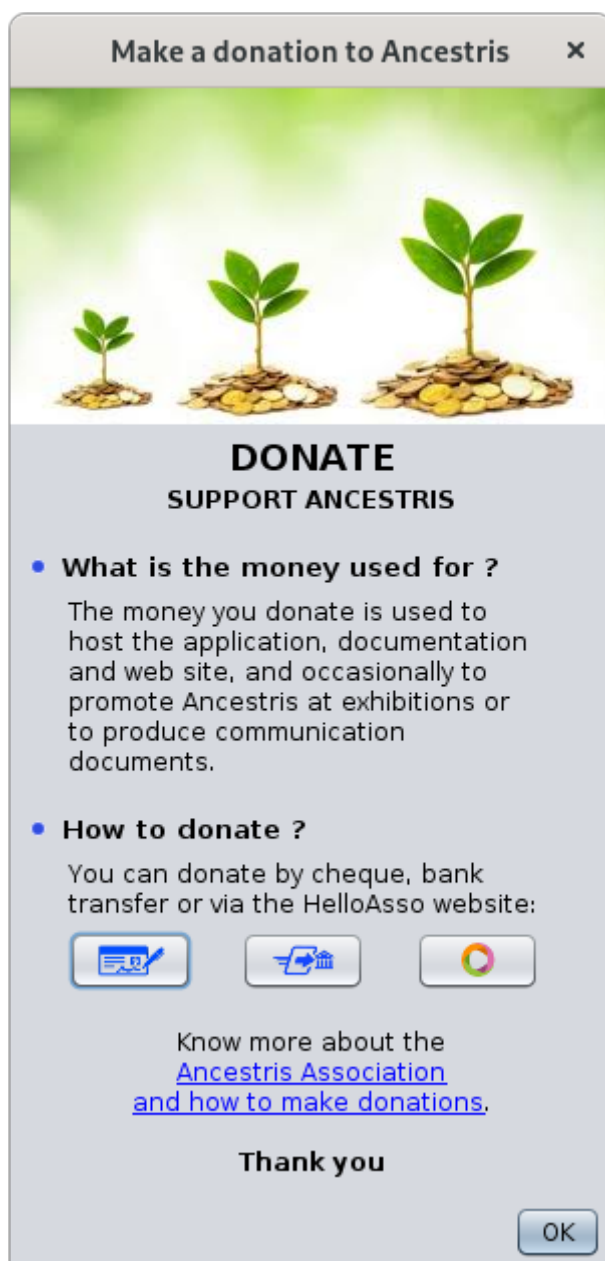 Make a donation to Ancestris
DONATE
SUPPORT ANCESTRIS
What is the money used for ?
The money you donate is used to
host the application, documentation
and web site, and occasionally to
promote Ancestris at exhibitions or
to produce communication
documents.
How to donate ?
You can donate by cheque, bank
transfer or via the HelloAsso website:
Know more about the
Ancestris Association
and how to make donations.
Thank you
OK